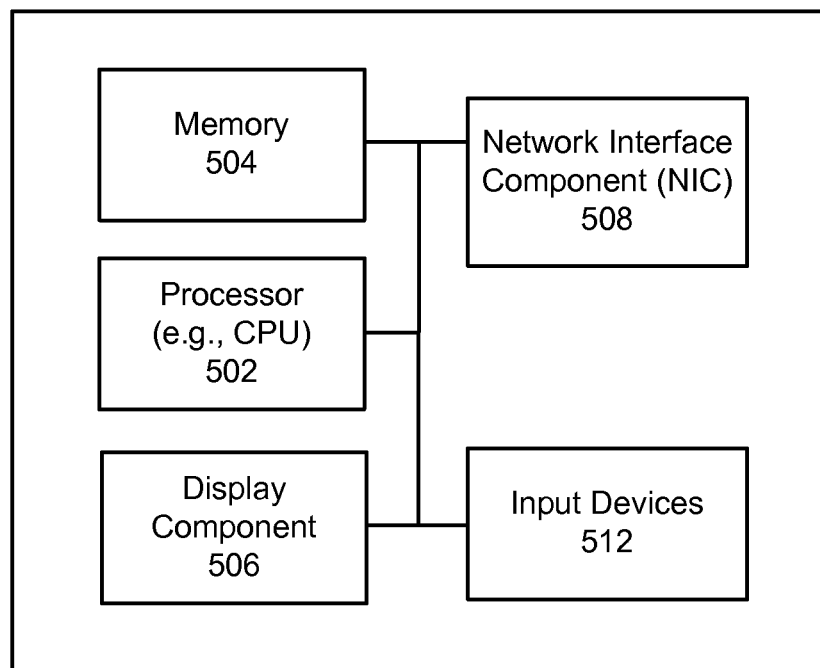 Memory
504
Network Interface
Component (NIC)
508
Processor
(e.g., CPU)
502
Display
Component
506
Input Devices
512